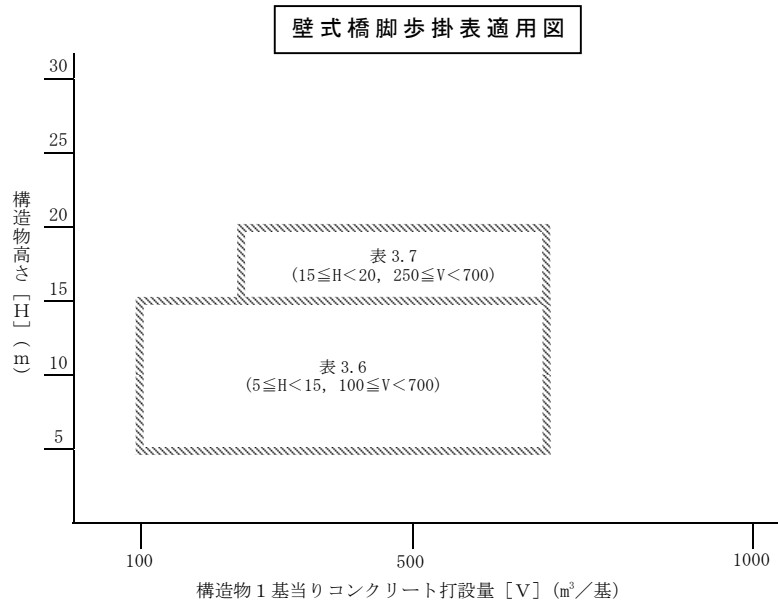 壁式橋脚歩掛表適用図
30
25
20
15
10
5
構造物高さ[H](m)
表3.7
(15≦H<20, 250≦V<700)
表3.6
(5≦H<15, 100≦V<700)
100
500
1000
構造物1基当りコンクリート打設量[V](m³/基)